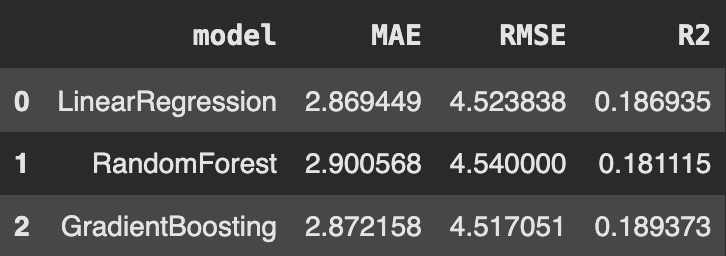 model MAE RMSE R2
0 LinearRegression 2.869449 4.523838 0.186935
1 RandomForest 2.900568 4.540000 0.181115
2 GradientBoosting 2.872158 4.517051 0.189373